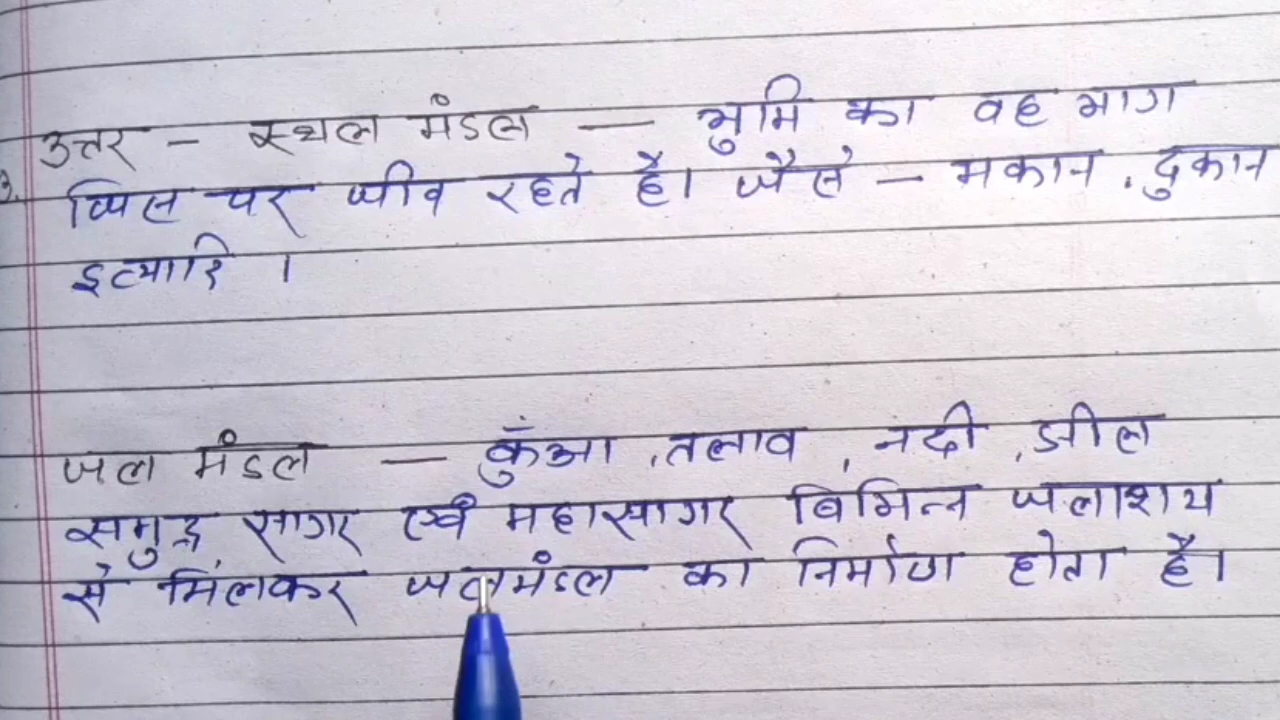 उत्तर – स्थल मंडल — भुमि का वह भाग
जिस पर जीव रहते है। जैसे – मकान, दुकान
इत्यादि ।
जल मंडल — कुँआ, तलाव, नदी, झील
समुद्र, सागर एवं महासागर विभिन्न जलाशय
से मिलकर जलमंडल का निर्माण होता है।